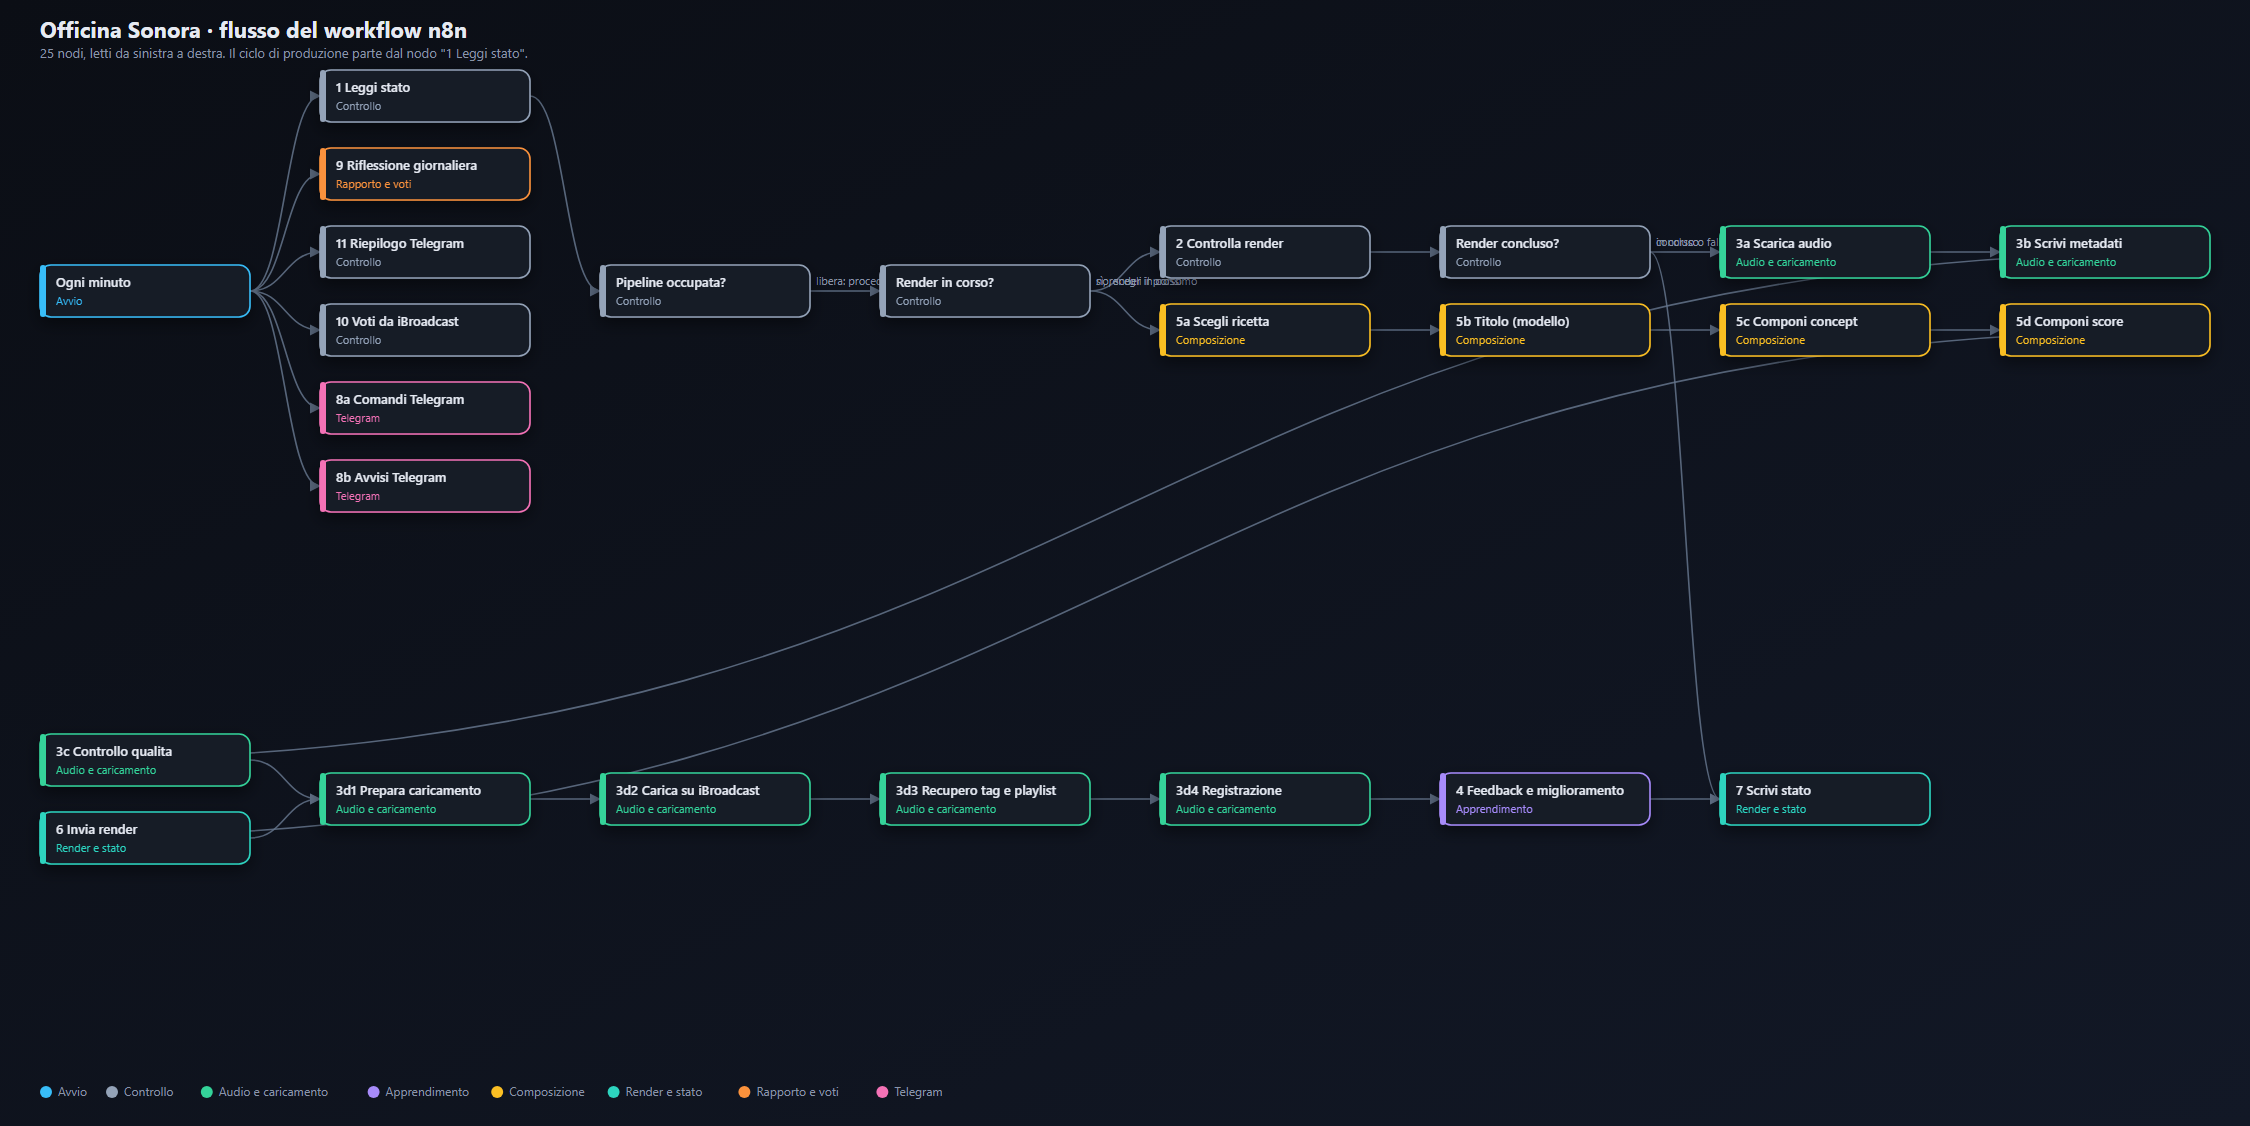 Officina Sonora · flusso del workflow n8n
25 nodi, letti da sinistra a destra. Il ciclo di produzione parte dal nodo "1 Leggi stato".
1 Leggi stato
Controllo
9 Riflessione giornaliera
Rapporto e voti
11 Riepilogo Telegram
Controllo
Ogni minuto
Avvio
10 Voti da iBroadcast
Controllo
8a Comandi Telegram
Telegram
8b Avvisi Telegram
Telegram
Pipeline occupata?
Controllo
libera: proced
Render in corso?
Controllo
2 Controlla render
Controllo
Render concluso?
Controllo
3a Scarica audio
Audio e caricamento
3b Scrivi metadati
Audio e caricamento
5a Scegli ricetta
Composizione
5b Titolo (modello)
Composizione
5c Componi concept
Composizione
5d Componi score
Composizione
3c Controllo qualita
Audio e caricamento
6 Invia render
Render e stato
3d1 Prepara caricamento
Audio e caricamento
3d2 Carica su iBroadcast
Audio e caricamento
3d3 Recupero tag e playlist
Audio e caricamento
3d4 Registrazione
Audio e caricamento
4 Feedback e miglioramento
Apprendimento
7 Scrivi stato
Render e stato
Avvio
Controllo
Audio e caricamento
Apprendimento
Composizione
Render e stato
Rapporto e voti
Telegram